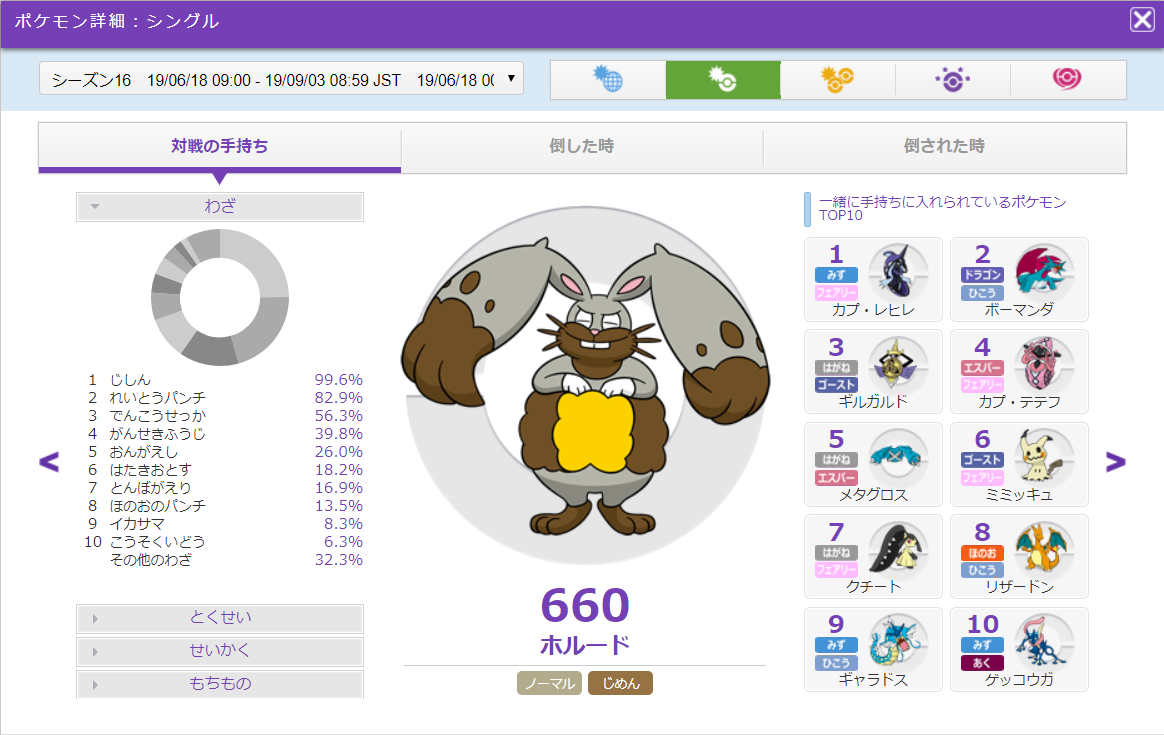 ポケモン詳細：シングル
シーズン16　19/06/18 09:00 - 19/09/03 08:59 JST　19/06/18 00
対戦の手持ち
倒した時
倒された時
わざ
1 じしん 99.6%
2 れいとうパンチ 82.9%
3 でんこうせっか 56.3%
4 がんせきふうじ 39.8%
5 おんがえし 26.0%
6 はたきおとす 18.2%
7 とんぼがえり 16.9%
8 ほのおのパンチ 13.5%
9 イカサマ 8.3%
10 こうそくいどう 6.3%
その他のわざ 32.3%
とくせい
せいかく
もちもの
<
660
ホルード
ノーマル じめん
一緒に手持ちに入れられているポケモン
TOP10
1
みず
フェアリー
カプ・レヒレ
2
ドラゴン
ひこう
ボーマンダ
3
はがね
ゴースト
ギルガルド
4
エスパー
フェアリー
カプ・テテフ
5
はがね
エスパー
メタグロス
6
ゴースト
フェアリー
ミミッキュ
7
はがね
フェアリー
クチート
8
ほのお
ひこう
リザードン
9
みず
ひこう
ギャラドス
10
みず
あく
ゲッコウガ
>